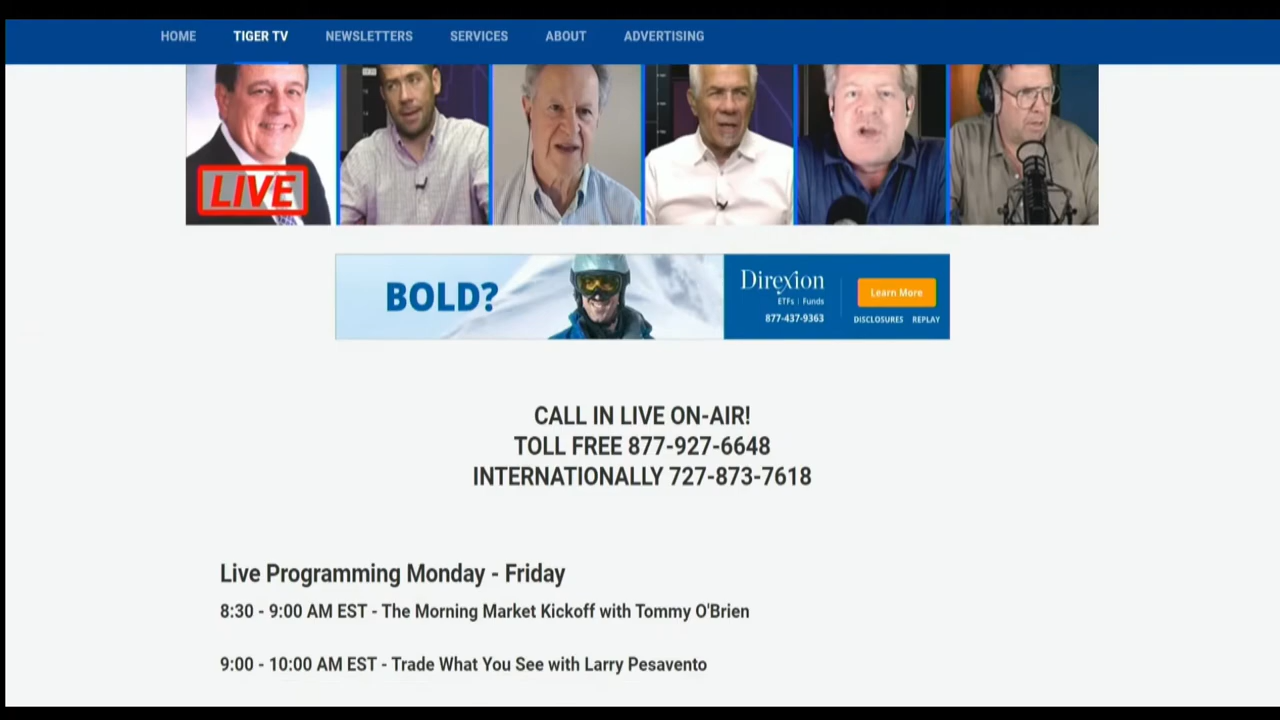 HOME TIGER TV NEWSLETTERS SERVICES ABOUT ADVERTISING
LIVE
BOLD?
Direxion
ETFs | Funds
877-437-9363
Learn More
DISCLOSURES REPLAY
CALL IN LIVE ON-AIR!
TOLL FREE 877-927-6648
INTERNATIONALLY 727-873-7618
Live Programming Monday - Friday
8:30 - 9:00 AM EST - The Morning Market Kickoff with Tommy O'Brien
9:00 - 10:00 AM EST - Trade What You See with Larry Pesavento